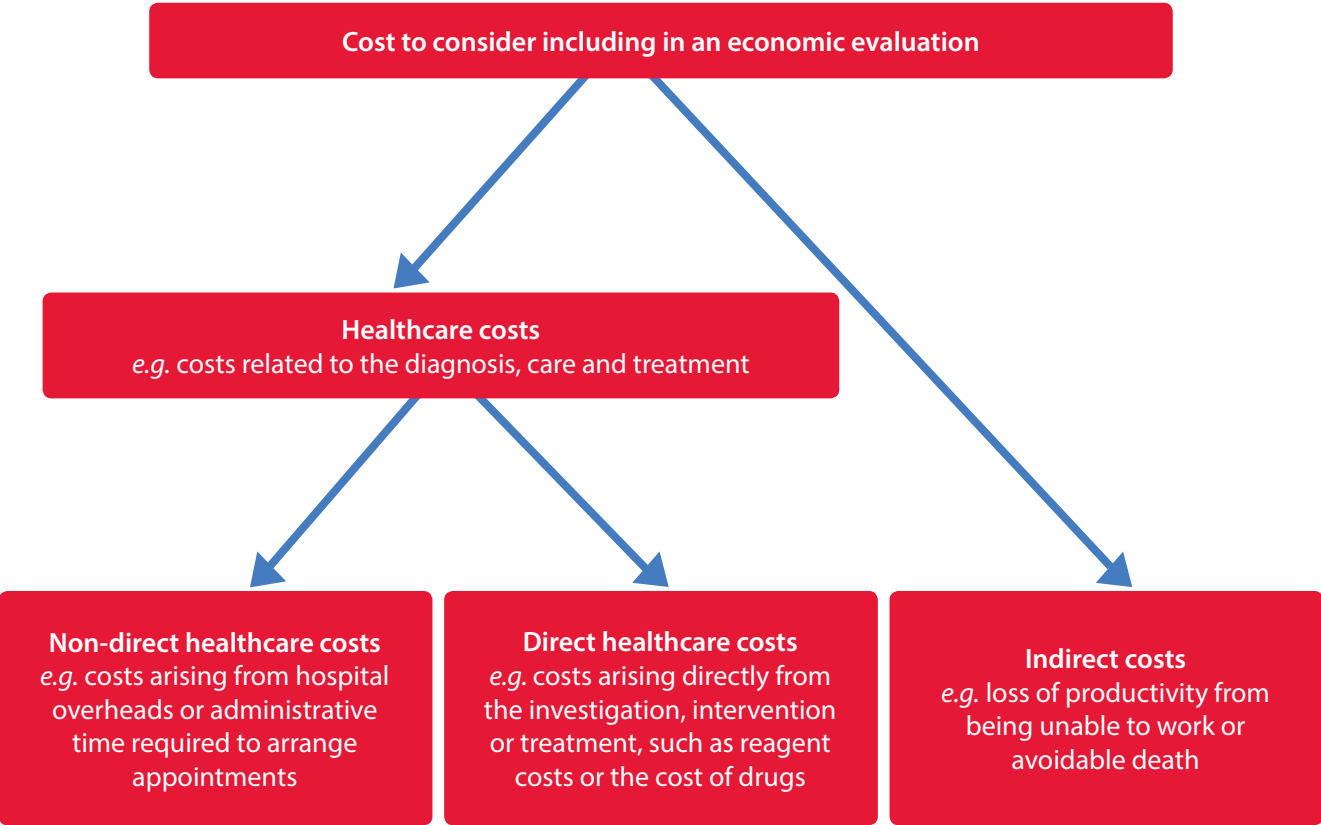 Cost to consider including in an economic evaluation
Healthcare costs
e.g. costs related to the diagnosis, care and treatment
Non-direct healthcare costs
e.g. costs arising from hospital
overheads or administrative
time required to arrange
appointments
Direct healthcare costs
e.g. costs arising directly from
the investigation, intervention
or treatment, such as reagent
costs or the cost of drugs
Indirect costs
e.g. loss of productivity from
being unable to work or
avoidable death